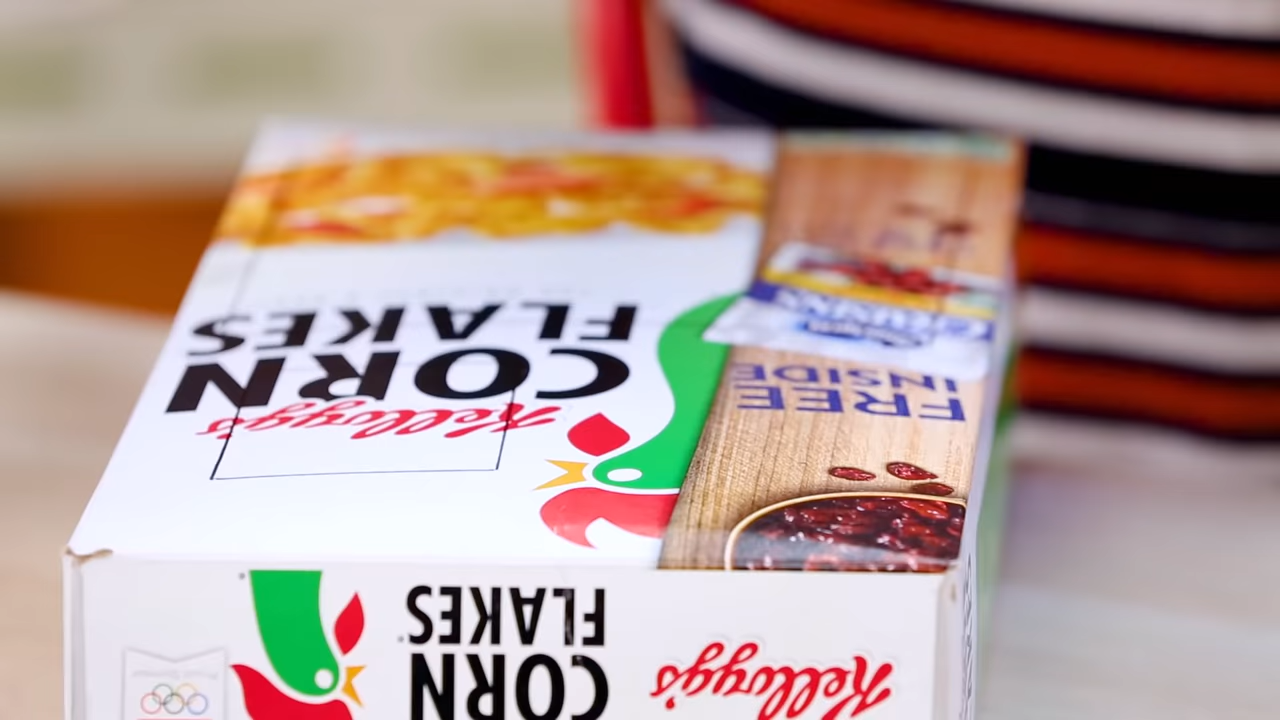 Kellogg's
CORN
FLAKES
FREE
INSIDE
Kellogg's
CORN
FLAKES